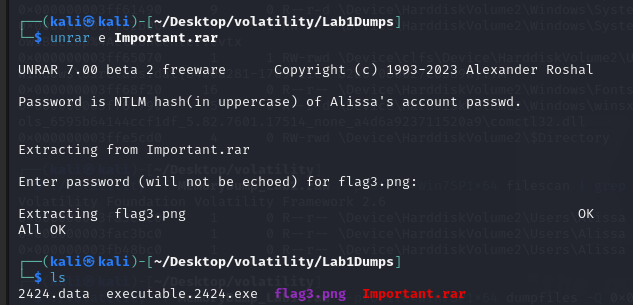 ┌──(kali㉿kali)-[~/Desktop/volatility/Lab1Dumps]
└─$ unrar e Important.rar
UNRAR 7.00 beta 2 freeware      Copyright (c) 1993-2023 Alexander Roshal
Password is NTLM hash(in uppercase) of Alissa's account passwd.
Extracting from Important.rar
Enter password (will not be echoed) for flag3.png:
Extracting  flag3.png                                                 OK
All OK
┌──(kali㉿kali)-[~/Desktop/volatility/Lab1Dumps]
└─$ ls
2424.data  executable.2424.exe  flag3.png  Important.rar